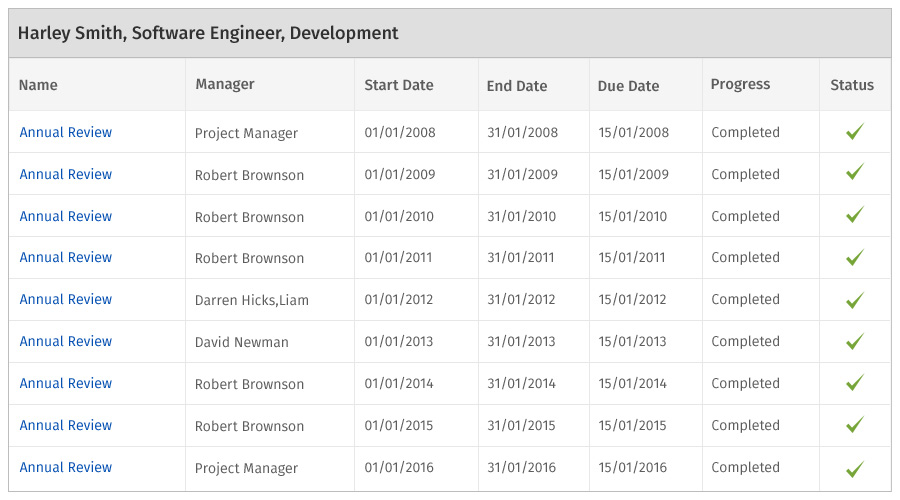 Harley Smith, Software Engineer, Development
Name Manager Start Date End Date Due Date Progress Status
Annual Review Project Manager 01/01/2008 31/01/2008 15/01/2008 Completed
Annual Review Robert Brownson 01/01/2009 31/01/2009 15/01/2009 Completed
Annual Review Robert Brownson 01/01/2010 31/01/2010 15/01/2010 Completed
Annual Review Robert Brownson 01/01/2011 31/01/2011 15/01/2011 Completed
Annual Review Darren Hicks,Liam 01/01/2012 31/01/2012 15/01/2012 Completed
Annual Review David Newman 01/01/2013 31/01/2013 15/01/2013 Completed
Annual Review Robert Brownson 01/01/2014 31/01/2014 15/01/2014 Completed
Annual Review Robert Brownson 01/01/2015 31/01/2015 15/01/2015 Completed
Annual Review Project Manager 01/01/2016 31/01/2016 15/01/2016 Completed